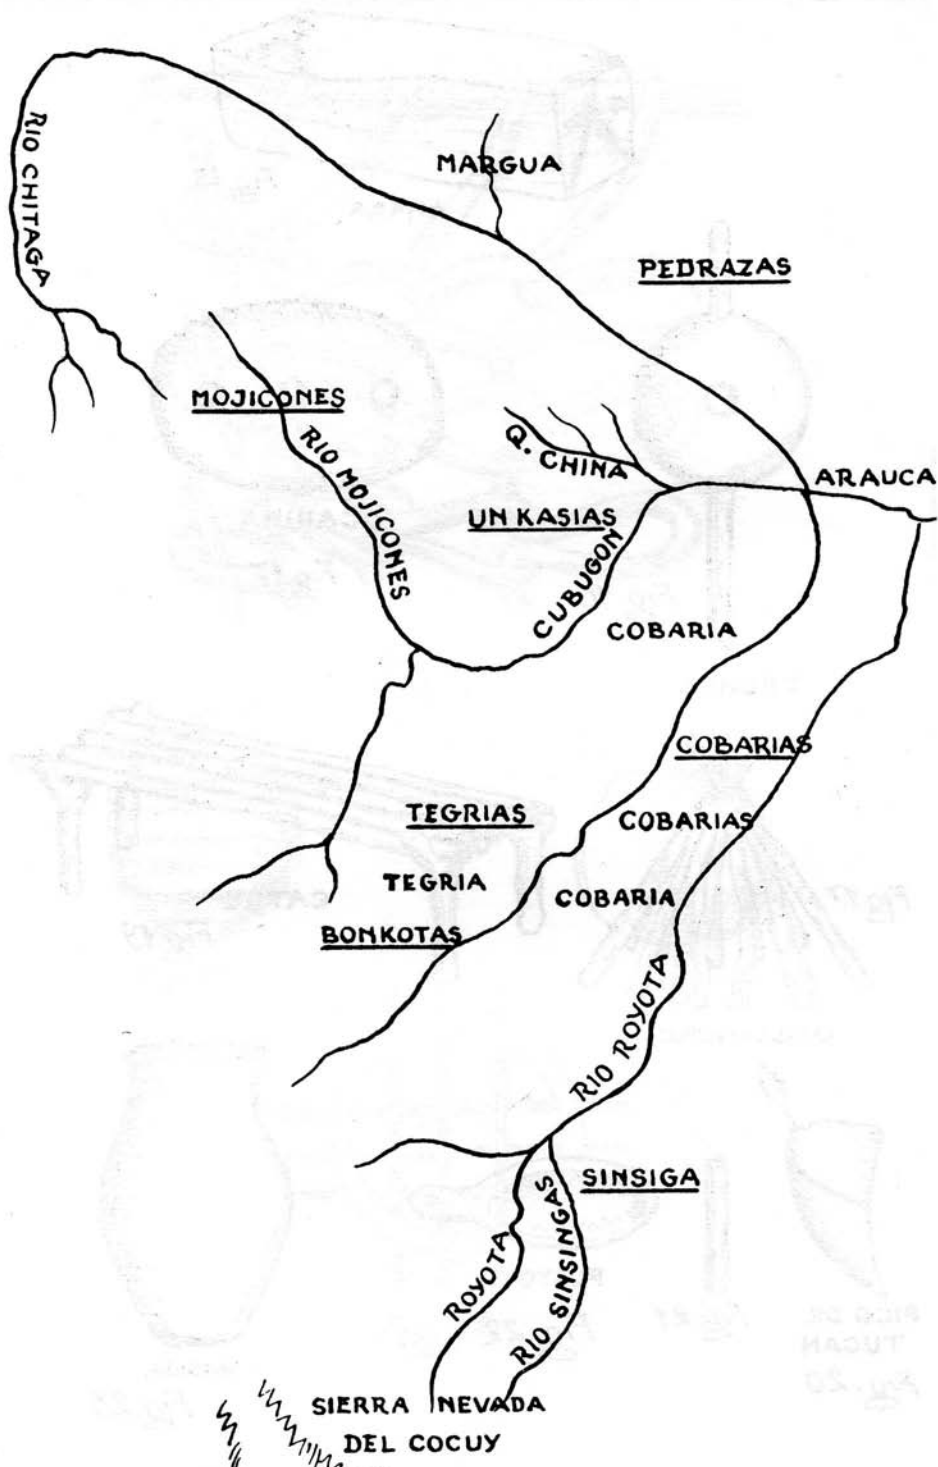 RIO CHITAGA
MARGUA
PEDRAZAS
MOJICONES
RIO MOJICONES
Q. CHINA
ARAUCA
UN KASIAS
CUBUGON
COBARIA
COBARIAS
TEGRIAS
COBARIAS
TEGRIA
COBARIA
BONKOTAS
RIO ROYOTA
SINSIGA
ROYOTA
RIO SINSINGAS
SIERRA NEVADA
DEL COCUY